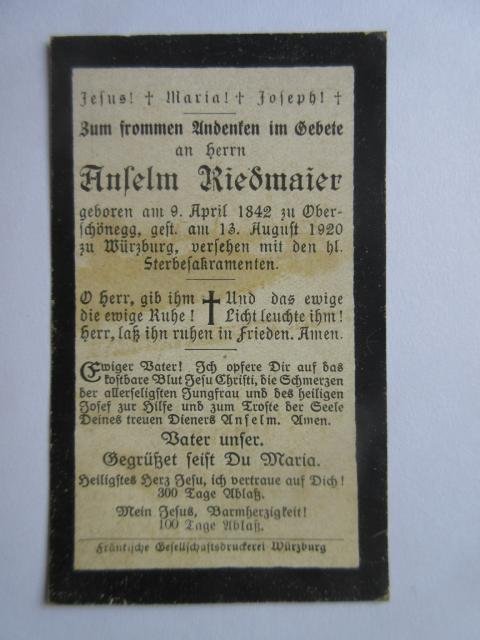 Jesus! † Maria! † Joseph! †
Zum frommen Andenken im Gebete
an Herrn
Anselm Riedmaier
geboren am 9. April 1842 zu Ober-
schönegg, gest. am 13. August 1920
zu Würzburg, versehen mit den hl.
Sterbesakramenten.
O Herr, gib ihm † Und das ewige
die ewige Ruhe! Licht leuchte ihm!
Herr, laß ihn ruhen in Frieden. Amen.
Ewiger Vater! Ich opfere Dir auf das
kostbare Blut Jesu Christi, die Schmerzen
der allerseligsten Jungfrau und des heiligen
Josef zur Hilfe und zum Troste der Seele
Deines treuen Dieners Anselm. Amen.
Vater unser.
Gegrüßet seist Du Maria.
Heiligstes Herz Jesu, ich vertraue auf Dich!
300 Tage Ablaß.
Mein Jesus, Barmherzigkeit!
100 Tage Ablaß.
Fränkische Gesellschaftsdruckerei Würzburg